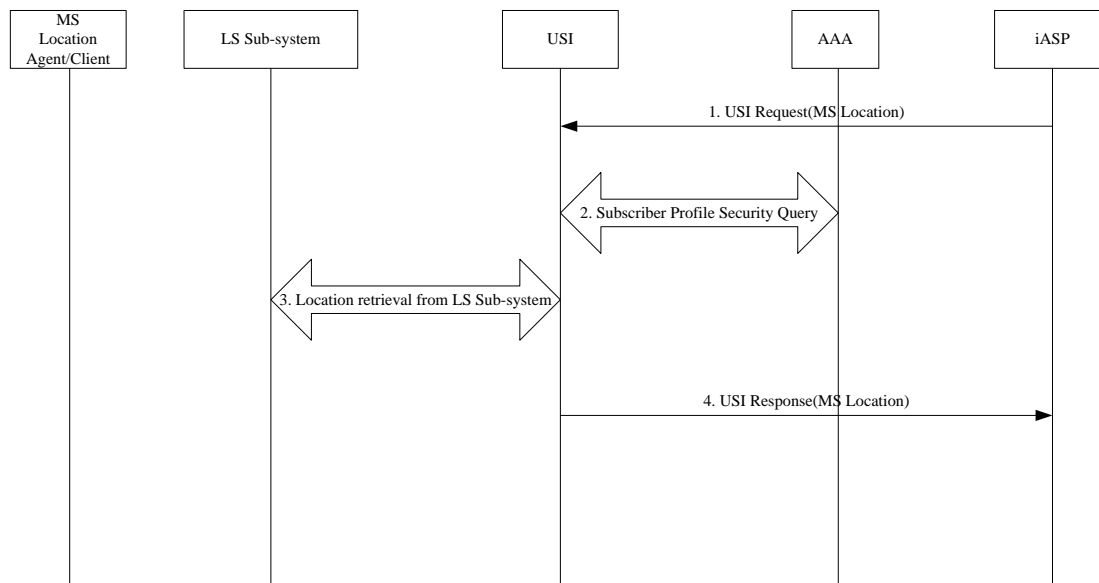 MS
Location
Agent/Client
LS Sub-system
USI
AAA
iASP
1. USI Request(MS Location)
2. Subscriber Profile Security Query
3. Location retrieval from LS Sub-system
4. USI Response(MS Location)